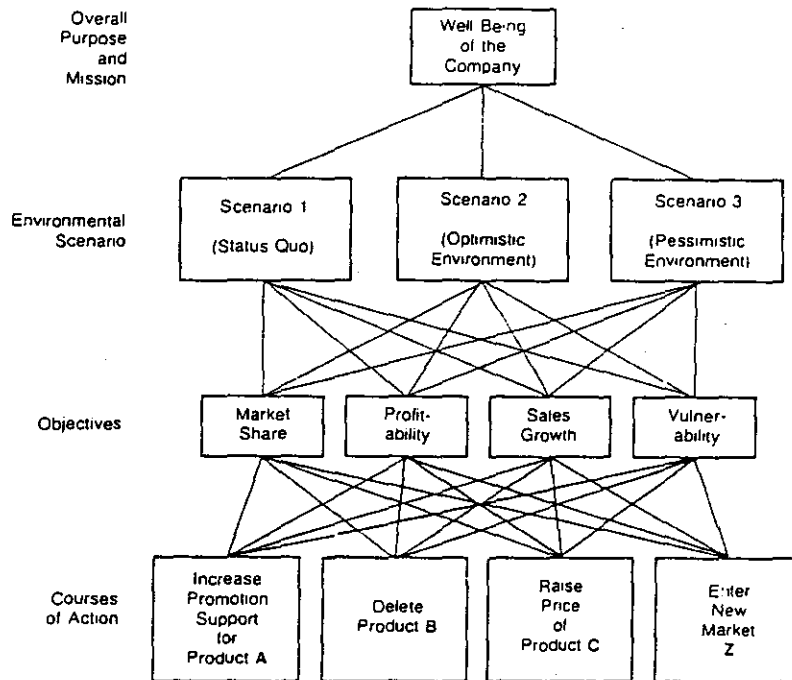 Overall
Purpose
and
Mission
Well Being
of the
Company
Environmental
Scenario
Scenario 1
(Status Quo)
Scenario 2
(Optimistic
Environment)
Scenario 3
(Pessimistic
Environment)
Objectives
Market
Share
Profit-
ability
Sales
Growth
Vulner-
ability
Courses
of Action
Increase
Promotion
Support
for
Product A
Delete
Product B
Raise
Price
of
Product C
Enter
New
Market
Z